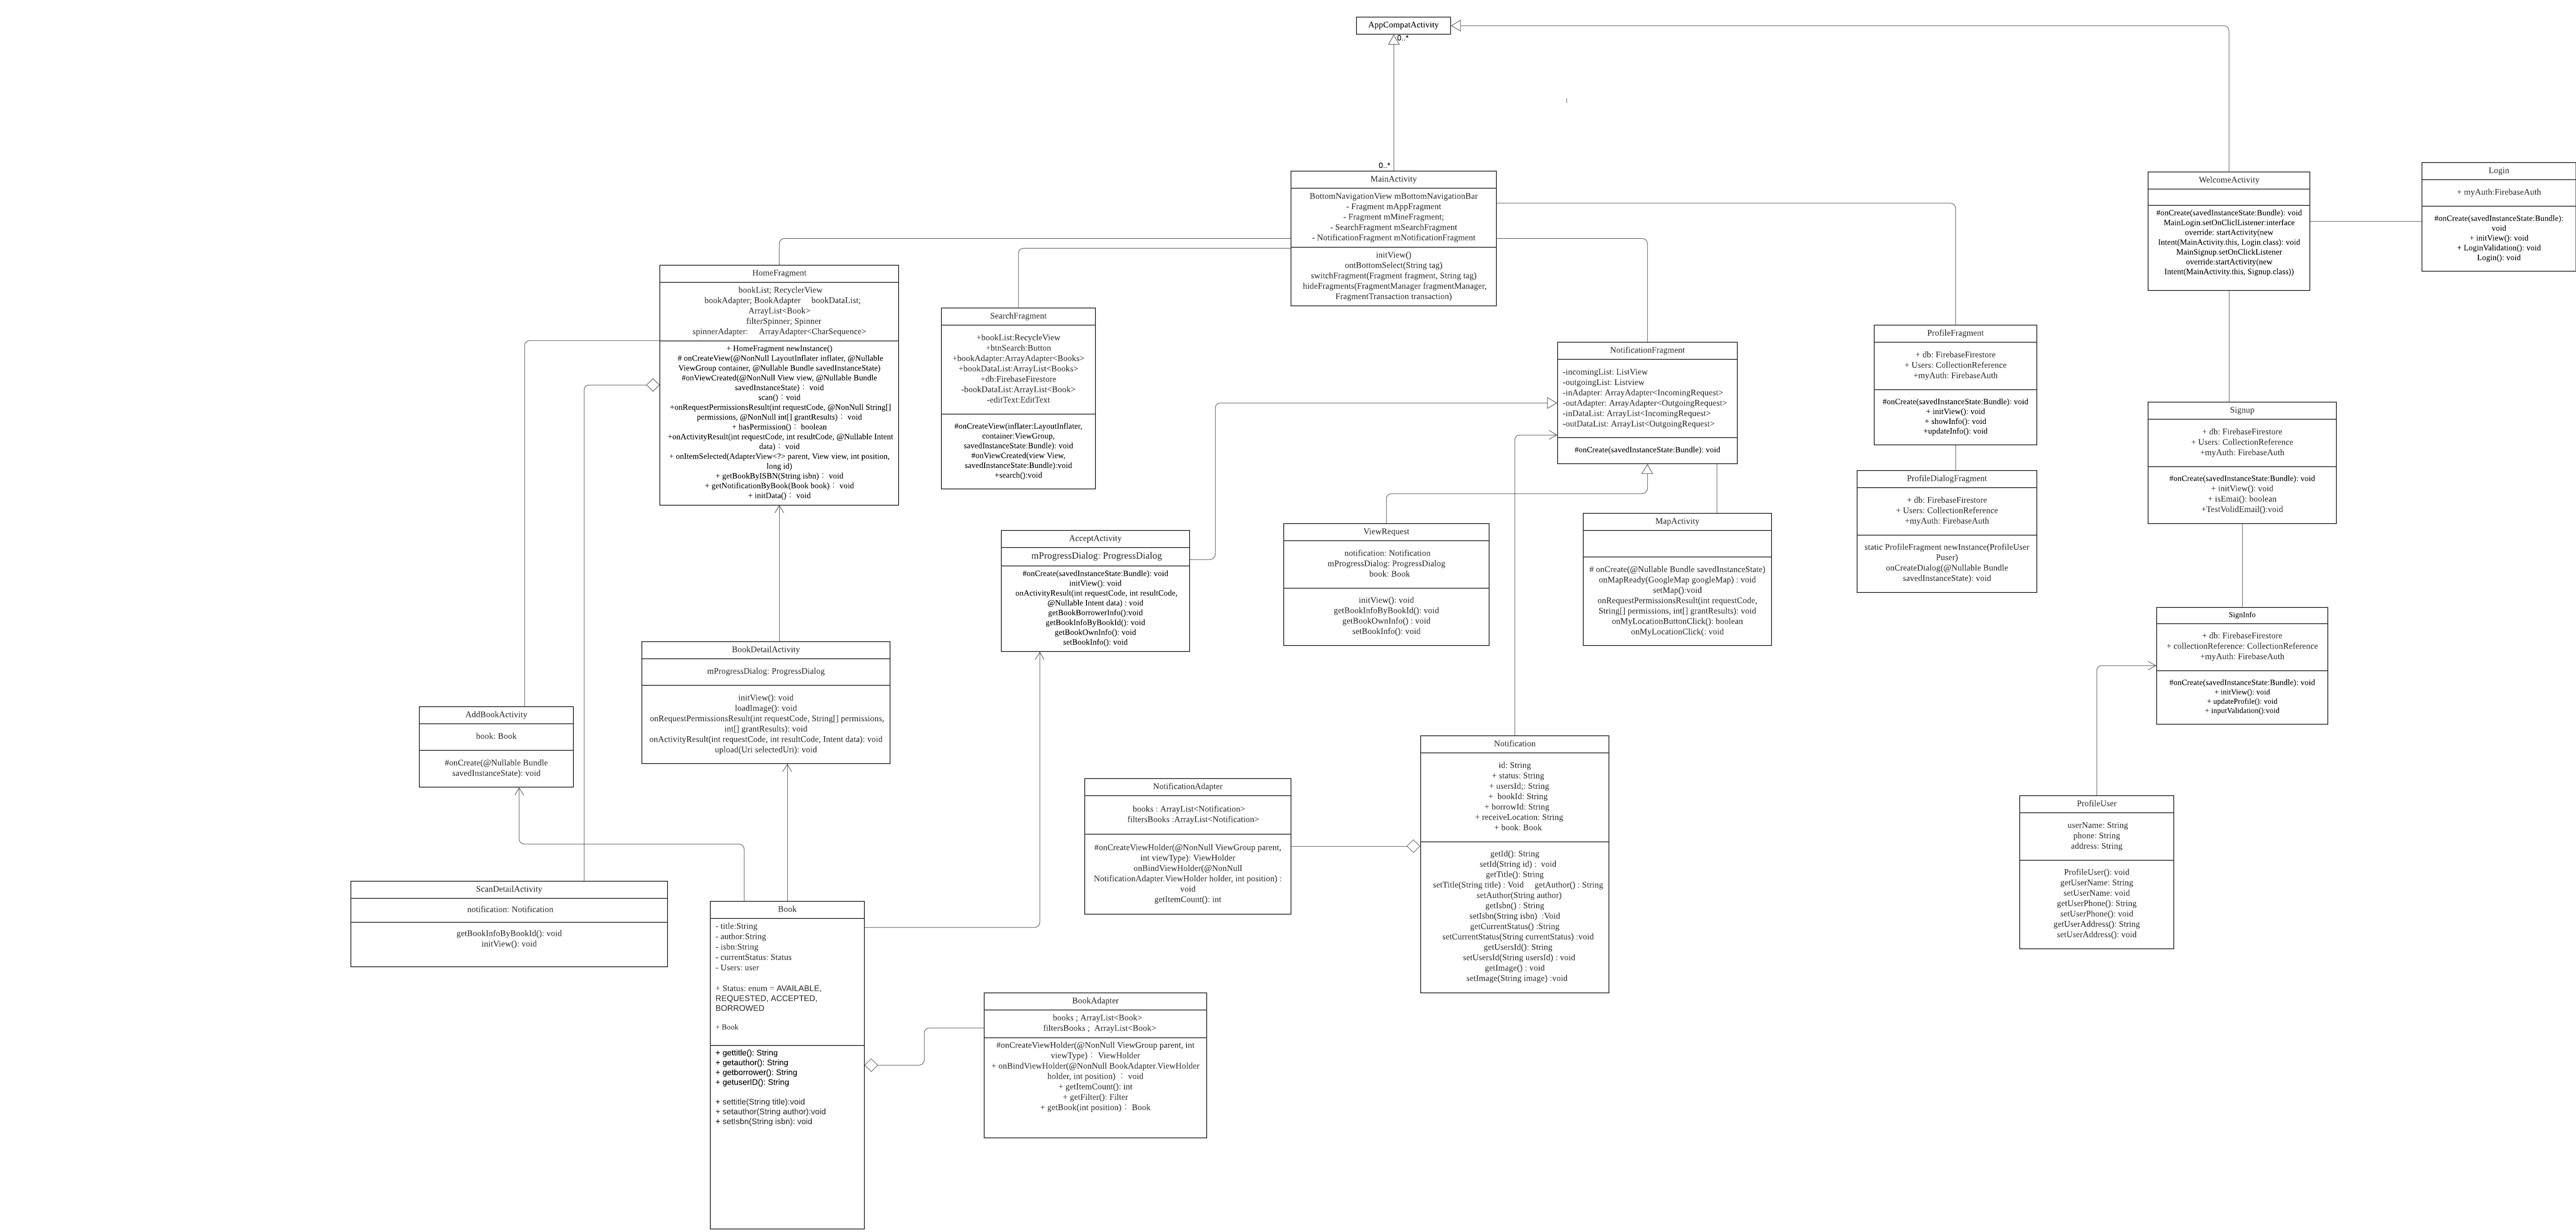 AppCompatActivity
0..*
0..*
MainActivity
BottomNavigationView mBottomNavigationBar
- Fragment mAppFragment
- Fragment mMineFragment;
- SearchFragment mSearchFragment
- NotificationFragment mNotificationFragment
initView()
ontBottomSelect(String tag)
switchFragment(Fragment fragment, String tag)
hideFragments(FragmentManager fragmentManager,
FragmentTransaction transaction)
WelcomeActivity
#onCreate(savedInstanceState:Bundle): void
MainLogin.setOnCliclListener:interface
override: startActivity(new
Intent(MainActivity.this, Login.class): void
MainSignup.setOnClickListener
override:startActivity(new
Intent(MainActivity.this, Signup.class))
Login
+ myAuth:FirebaseAuth
#onCreate(savedInstanceState:Bundle):
void
+ initView(): void
+ LoginValidation(): void
Login(): void
HomeFragment
bookList; RecyclerView
bookAdapter; BookAdapter bookDataList;
ArrayList<Book>
filterSpinner; Spinner
spinnerAdapter: ArrayAdapter<CharSequence>
+ HomeFragment newInstance()
# onCreateView(@NonNull LayoutInflater inflater, @Nullable
ViewGroup container, @Nullable Bundle savedInstanceState)
#onViewCreated(@NonNull View view, @Nullable Bundle
savedInstanceState)： void
scan()：void
+onRequestPermissionsResult(int requestCode, @NonNull String[]
permissions, @NonNull int[] grantResults)： void
+ hasPermission()： boolean
+onActivityResult(int requestCode, int resultCode, @Nullable Intent
data)： void
+ onItemSelected(AdapterView<?> parent, View view, int position,
long id)
+ getBookByISBN(String isbn)： void
+ getNotificationByBook(Book book)： void
+ initData()： void
SearchFragment
+bookList:RecycleView
+btnSearch:Button
+bookAdapter:ArrayAdapter<Books>
+bookDataList:ArrayList<Books>
+db:FirebaseFirestore
-bookDataList:ArrayList<Book>
-editText:EditText
#onCreateView(inflater:LayoutInflater,
container:ViewGroup,
savedInstanceState:Bundle): void
#onViewCreated(view View,
savedInstanceState:Bundle):void
+search():void
NotificationFragment
-incomingList: ListView
-outgoingList: Listview
-inAdapter: ArrayAdapter<IncomingRequest>
-outAdapter: ArrayAdapter<OutgoingRequest>
-inDataList: ArrayList<IncomingRequest>
-outDataList: ArrayList<OutgoingRequest>
#onCreate(savedInstanceState:Bundle): void
ProfileFragment
+ db: FirebaseFirestore
+ Users: CollectionReference
+myAuth: FirebaseAuth
#onCreate(savedInstanceState:Bundle): void
+ initView(): void
+ showInfo(): void
+updateInfo(): void
ProfileDialogFragment
+ db: FirebaseFirestore
+ Users: CollectionReference
+myAuth: FirebaseAuth
static ProfileFragment newInstance(ProfileUser
Puser)
onCreateDialog(@Nullable Bundle
savedInstanceState): void
Signup
+ db: FirebaseFirestore
+ Users: CollectionReference
+myAuth: FirebaseAuth
#onCreate(savedInstanceState:Bundle): void
+ initView(): void
+ isEmai(): boolean
+TestValidEmail():void
AcceptActivity
mProgressDialog: ProgressDialog
#onCreate(savedInstanceState:Bundle): void
initView(): void
onActivityResult(int requestCode, int resultCode,
@Nullable Intent data) : void
getBookBorrowerInfo():void
getBookInfoByBookId(): void
getBookOwnInfo(): void
setBookInfo(): void
ViewRequest
notification: Notification
mProgressDialog: ProgressDialog
book: Book
initView(): void
getBookInfoByBookId(): void
getBookOwnInfo() : void
setBookInfo(): void
MapActivity
# onCreate(@Nullable Bundle savedInstanceState)
onMapReady(GoogleMap googleMap) : void
setMap():void
onRequestPermissionsResult(int requestCode,
String[] permissions, int[] grantResults): void
onMyLocationButtonClick(): boolean
onMyLocationClick(: void
SignInfo
+ db: FirebaseFirestore
+ collectionReference: CollectionReference
+myAuth: FirebaseAuth
#onCreate(savedInstanceState:Bundle): void
+ initView(): void
+ updateProfile(): void
+ inputValidation():void
BookDetailActivity
mProgressDialog: ProgressDialog
initView(): void
loadImage(): void
onRequestPermissionsResult(int requestCode, String[] permissions,
int[] grantResults): void
onActivityResult(int requestCode, int resultCode, Intent data): void
upload(Uri selectedUri): void
AddBookActivity
book: Book
#onCreate(@Nullable Bundle
savedInstanceState): void
Notification
id: String
+ status: String
+ usersId;: String
+ bookId: String
+ borrowId: String
+ receiveLocation: String
+ book: Book
getId(): String
setId(String id) : void
getTitle(): String
setTitle(String title) : Void getAuthor() : String
setAuthor(String author)
getIsbn() : String
setIsbn(String isbn) :Void
getCurrentStatus() :String
setCurrentStatus(String currentStatus) :void
getUsersId(): String
setUsersId(String usersId) : void
getImage() : void
setImage(String image) :void
NotificationAdapter
books : ArrayList<Notification>
filtersBooks :ArrayList<Notification>
#onCreateViewHolder(@NonNull ViewGroup parent,
int viewType): ViewHolder
onBindViewHolder(@NonNull
NotificationAdapter.ViewHolder holder, int position) :
void
getItemCount(): int
ProfileUser
userName: String
phone: String
address: String
ProfileUser(): void
getUserName: String
setUserName: void
getUserPhone(): String
setUserPhone(): void
getUserAddress(): String
setUserAddress(): void
ScanDetailActivity
notification: Notification
getBookInfoByBookId(): void
initView(): void
Book
- title:String
- author:String
- isbn:String
- currentStatus: Status
- Users: user
+ Status: enum = AVAILABLE,
REQUESTED, ACCEPTED,
BORROWED
+ Book
+ gettitle(): String
+ getauthor(): String
+ getborrower(): String
+ getuserID(): String
+ settitle(String title):void
+ setauthor(String author):void
+ setIsbn(String isbn): void
BookAdapter
books ; ArrayList<Book>
filtersBooks ; ArrayList<Book>
#onCreateViewHolder(@NonNull ViewGroup parent, int
viewType)： ViewHolder
+ onBindViewHolder(@NonNull BookAdapter.ViewHolder
holder, int position) ： void
+ getItemCount(): int
+ getFilter(): Filter
+ getBook(int position)： Book